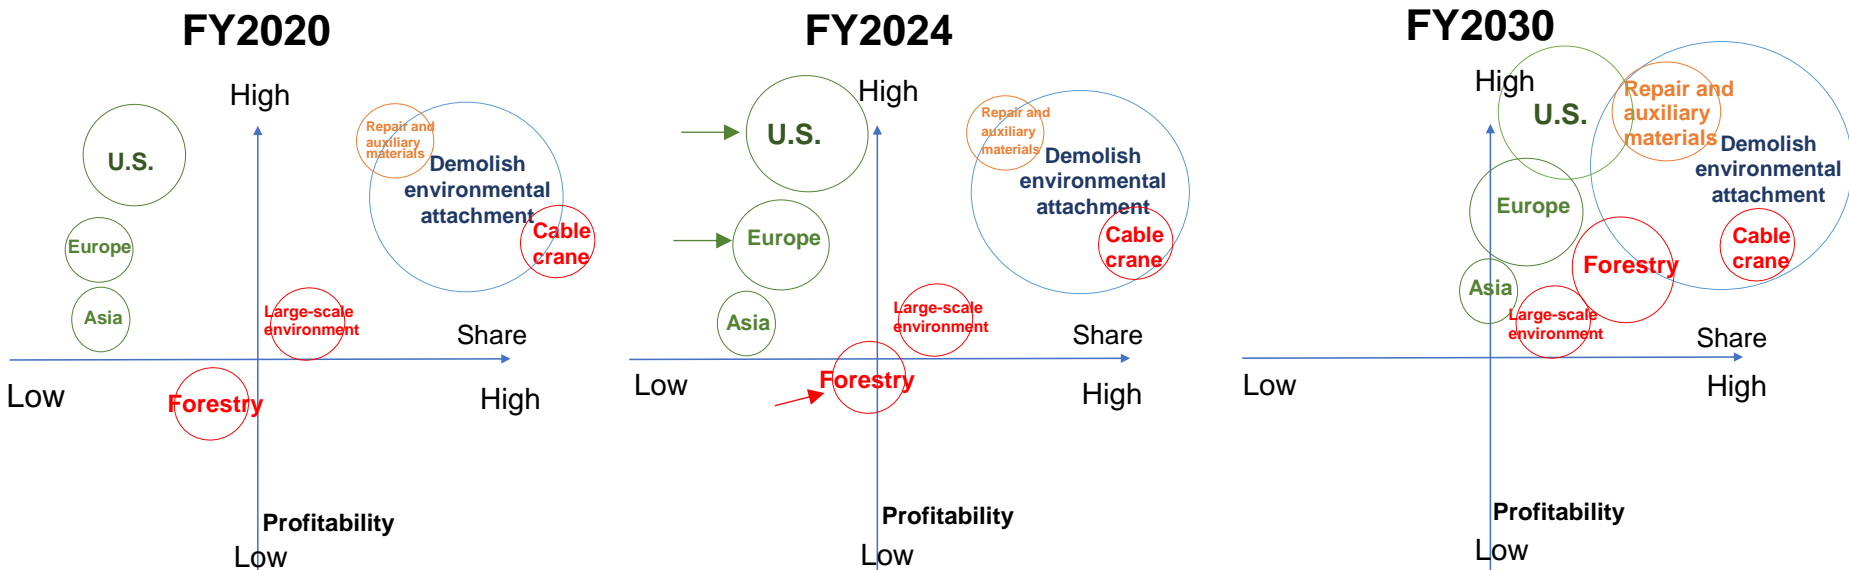 FY2020
High
U.S.
Repair and
auxiliary
materials
Demolish
environmental
attachment
Europe
Cable
crane
Asia
Large-scale
environment
Share
Low
High
Forestry
Profitability
Low
FY2024
High
U.S.
Repair and
auxiliary
materials
Demolish
environmental
attachment
Europe
Cable
crane
Asia
Large-scale
environment
Share
Low
High
Forestry
Profitability
Low
FY2030
High
U.S.
Repair and
auxiliary
materials
Demolish
environmental
attachment
Europe
Cable
crane
Forestry
Asia
Large-scale
environment
Share
Low
High
Profitability
Low